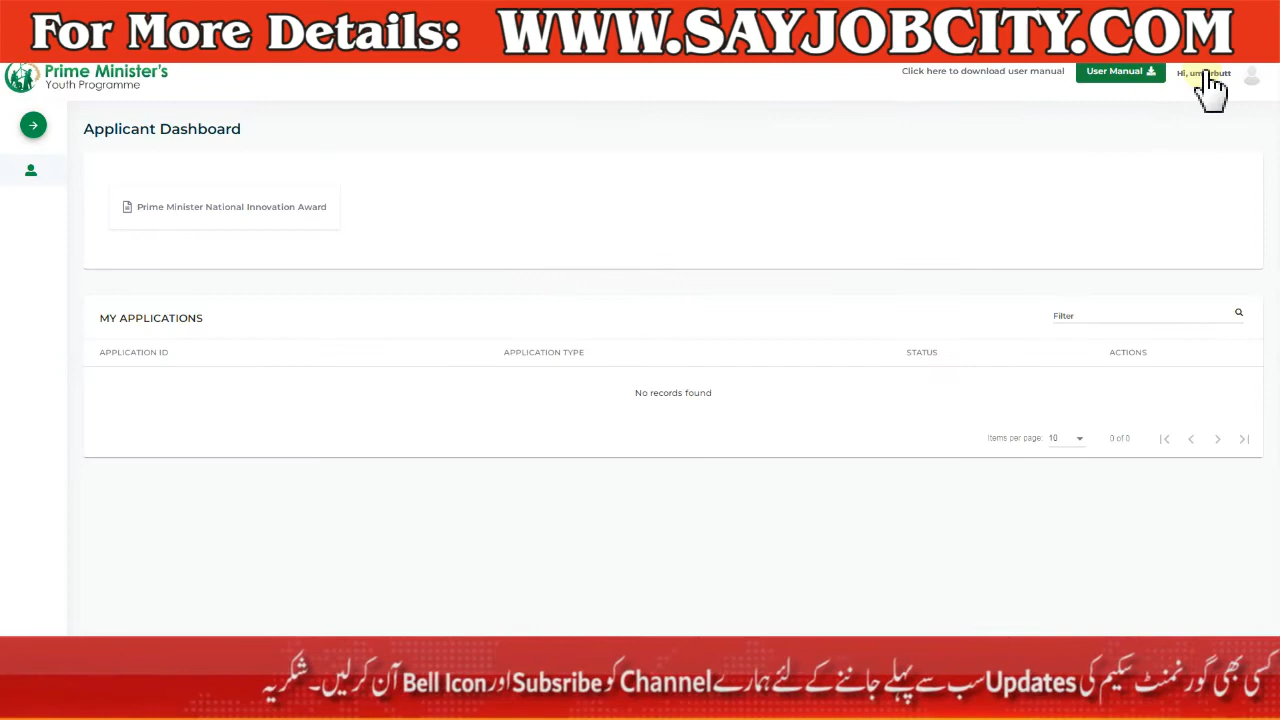 For More Details: WWW.SAYJOBCITY.COM
Prime Minister's
Youth Programme
Click here to download user manual
User Manual
Hi,
Applicant Dashboard
Prime Minister National Innovation Award
MY APPLICATIONS
Filter
APPLICATION ID APPLICATION TYPE STATUS ACTIONS
No records found
Items per page: 10 0 of 0
کسی بھی گورنمنٹ سکیم کی Updates سب سے پہلے جاننے کے لئے ہمارے Channel کو Subsribe اور Bell Icon آن کرلیں۔ شکریہ